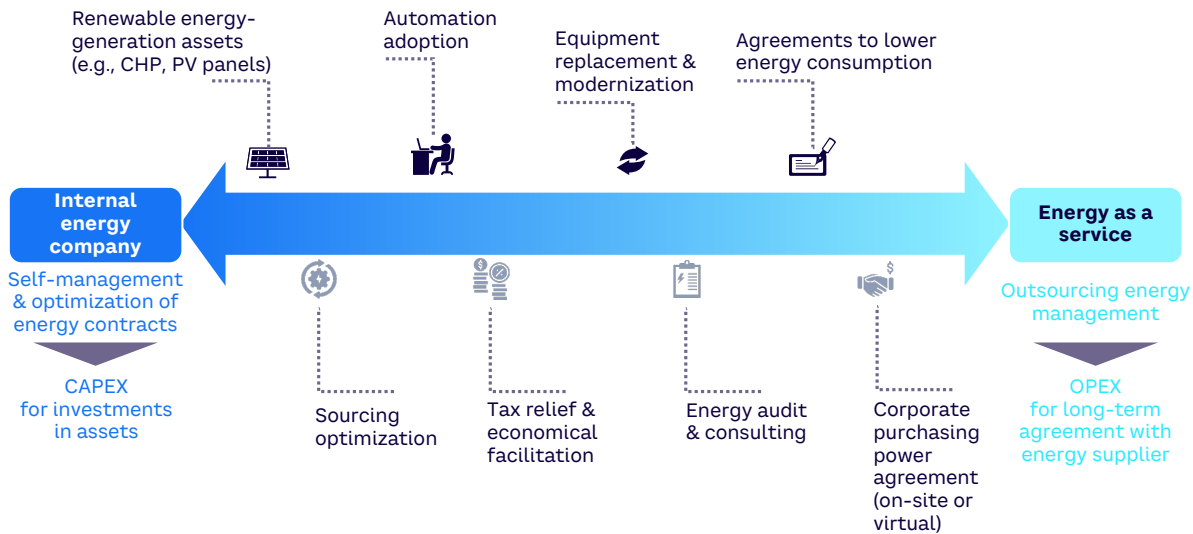 Renewable energy-
generation assets
(e.g., CHP, PV panels)
Automation
adoption
Equipment
replacement &
modernization
Agreements to lower
energy consumption
Internal
energy
company
Energy as a
service
Self-management
& optimization of
energy contracts
CAPEX
for investments
in assets
Outsourcing energy
management
OPEX
for long-term
agreement with
energy supplier
Sourcing
optimization
Tax relief &
economical
facilitation
Energy audit
& consulting
Corporate
purchasing
power
agreement
(on-site or
virtual)